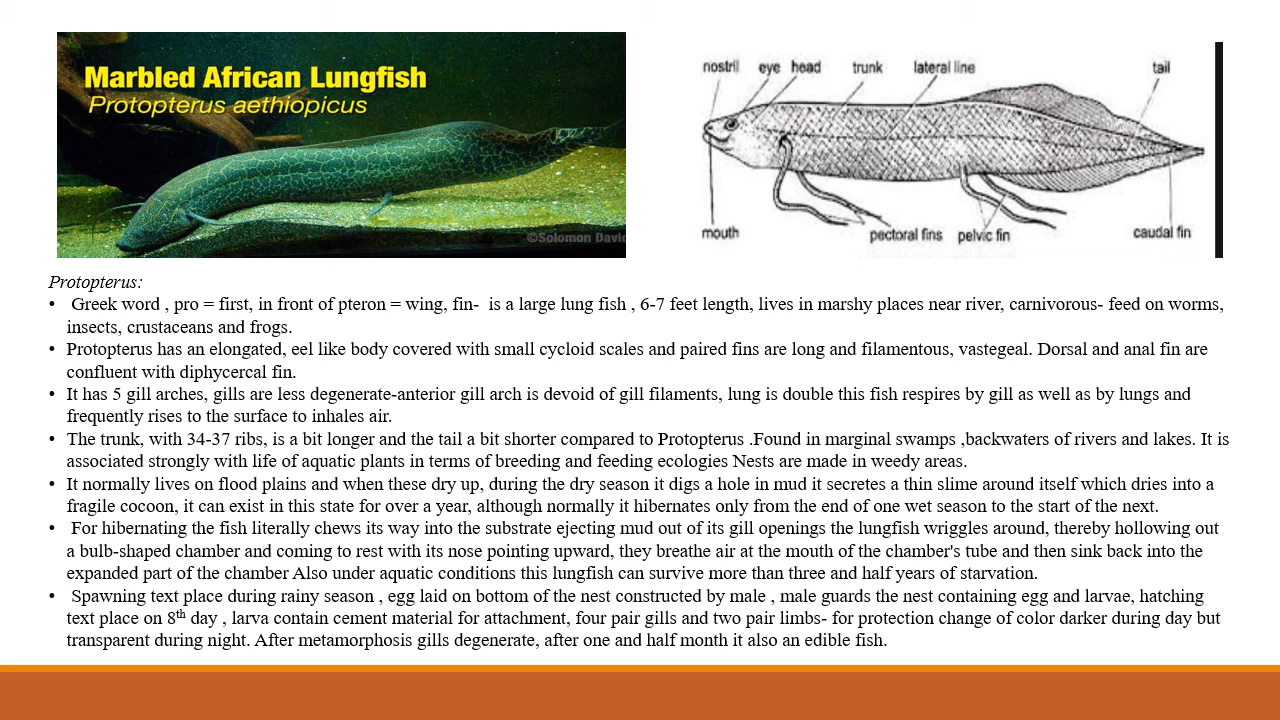 Marbled African Lungfish
Protopterus aethiopicus
©Solomon David
nostril eye head trunk lateral line tail
mouth pectoral fins pelvic fin caudal fin
Protopterus:
• Greek word , pro = first, in front of pteron = wing, fin- is a large lung fish , 6-7 feet length, lives in marshy places near river, carnivorous- feed on worms,
insects, crustaceans and frogs.
• Protopterus has an elongated, eel like body covered with small cycloid scales and paired fins are long and filamentous, vastegeal. Dorsal and anal fin are
confluent with diphycercal fin.
• It has 5 gill arches, gills are less degenerate-anterior gill arch is devoid of gill filaments, lung is double this fish respires by gill as well as by lungs and
frequently rises to the surface to inhales air.
• The trunk, with 34-37 ribs, is a bit longer and the tail a bit shorter compared to Protopterus .Found in marginal swamps ,backwaters of rivers and lakes. It is
associated strongly with life of aquatic plants in terms of breeding and feeding ecologies Nests are made in weedy areas.
• It normally lives on flood plains and when these dry up, during the dry season it digs a hole in mud it secretes a thin slime around itself which dries into a
fragile cocoon, it can exist in this state for over a year, although normally it hibernates only from the end of one wet season to the start of the next.
• For hibernating the fish literally chews its way into the substrate ejecting mud out of its gill openings the lungfish wriggles around, thereby hollowing out
a bulb-shaped chamber and coming to rest with its nose pointing upward, they breathe air at the mouth of the chamber's tube and then sink back into the
expanded part of the chamber Also under aquatic conditions this lungfish can survive more than three and half years of starvation.
• Spawning text place during rainy season , egg laid on bottom of the nest constructed by male , male guards the nest containing egg and larvae, hatching
text place on 8th day , larva contain cement material for attachment, four pair gills and two pair limbs- for protection change of color darker during day but
transparent during night. After metamorphosis gills degenerate, after one and half month it also an edible fish.